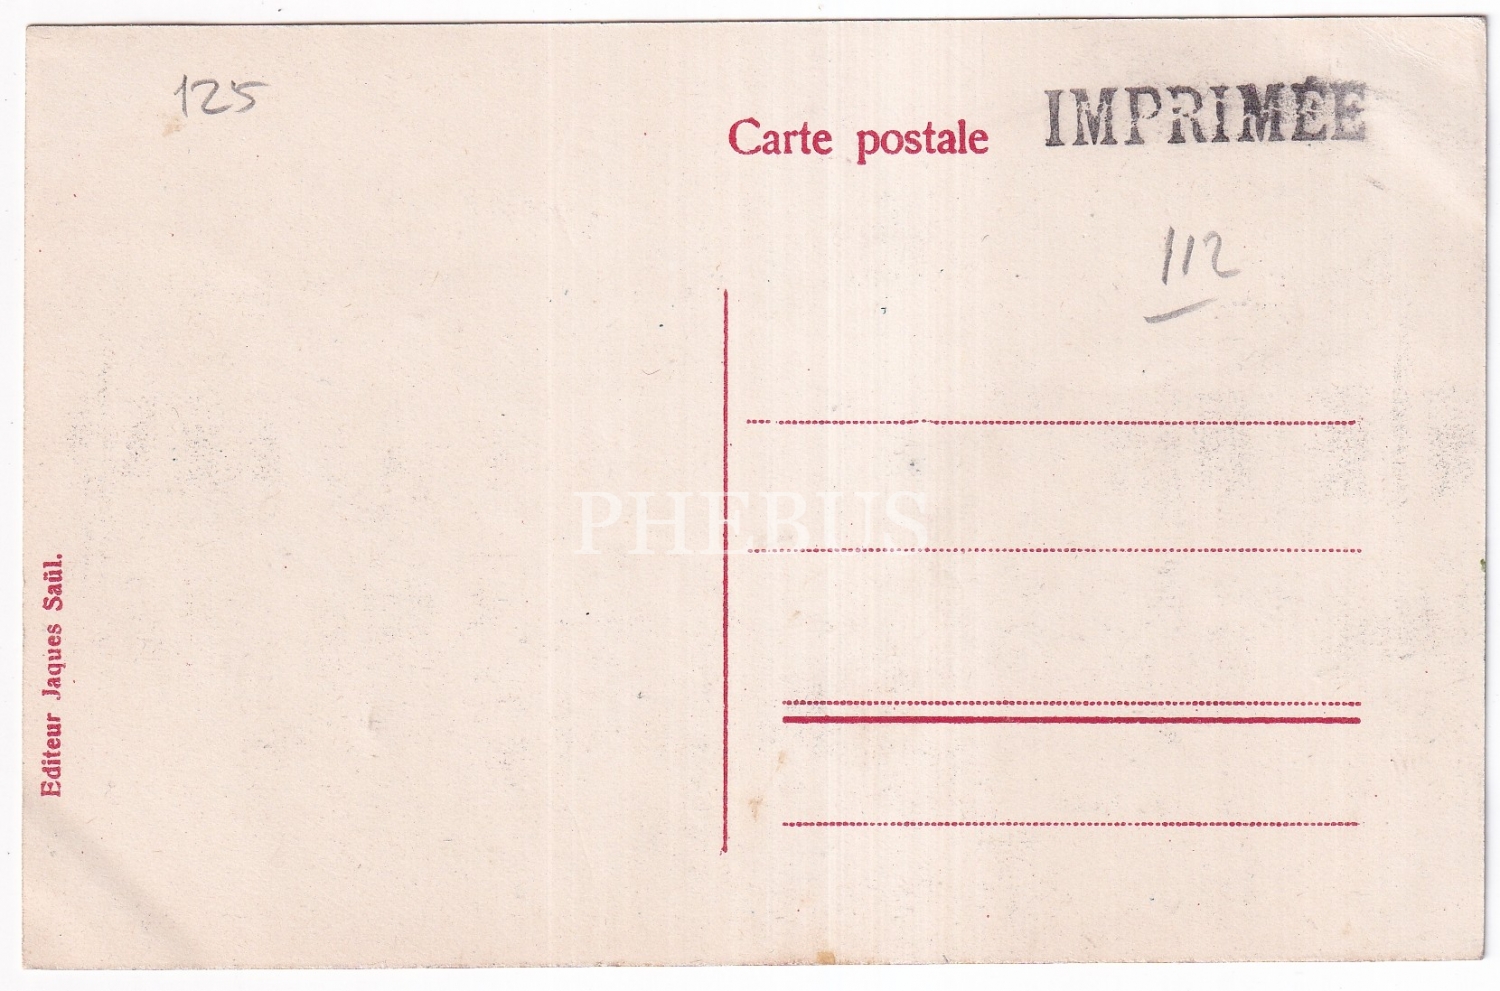 125
Carte postale
IMPRIMÉE
112
PHEBUS
Editeur Jaques Saül.